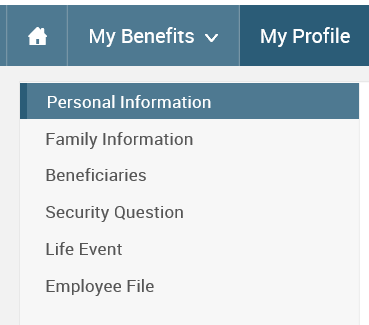 My Benefits My Profile
Personal Information
Family Information
Beneficiaries
Security Question
Life Event
Employee File